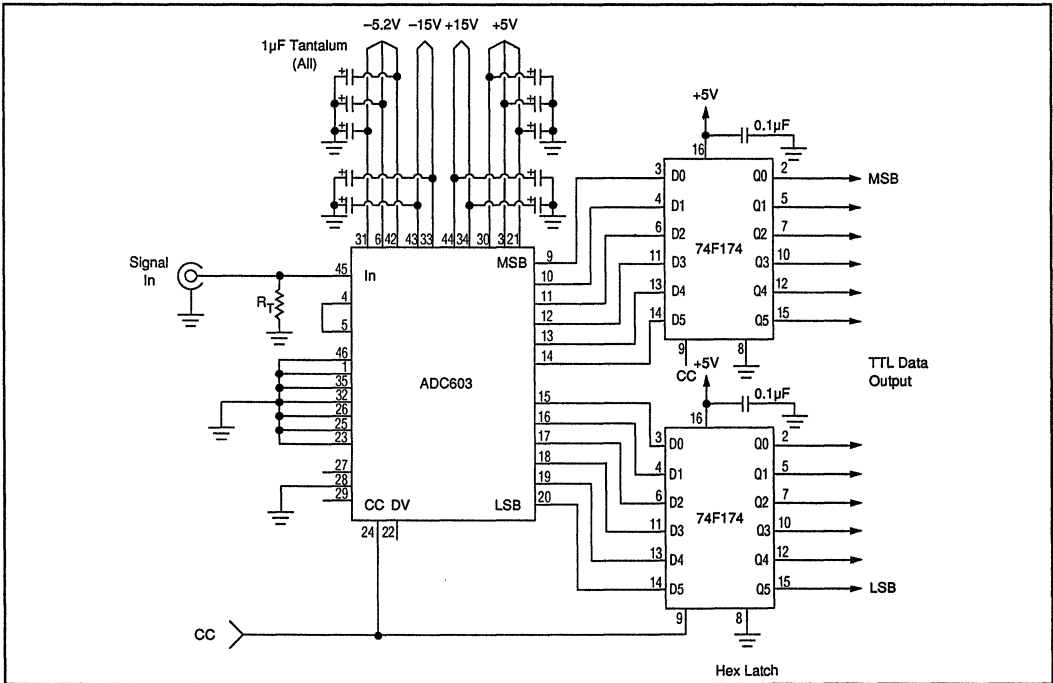 –5.2V –15V +15V +5V
1µF Tantalum
(All)
+ +
+ +
+ +
+ +
+ +
31 6 42 43 33 44 34 30 3 21
Signal
In
45 In
R_T
4
5
46
1
35
32
26
25
23
27
28
29
ADC603
CC DV
24 22
MSB 9
10
11
12
13
14
15
16
17
18
19
LSB 20
+5V
0.1µF
16
3 D0 Q0 2 MSB
4 D1 Q1 5
6 D2 Q2 7
74F174
11 D3 Q3 10
13 D4 Q4 12
14 D5 Q5 15
9 8
CC +5V
TTL Data
Output
0.1µF
16
3 D0 Q0 2
4 D1 Q1 5
6 D2 Q2 7
74F174
11 D3 Q3 10
13 D4 Q4 12
14 D5 Q5 15 LSB
9 8
CC
Hex Latch